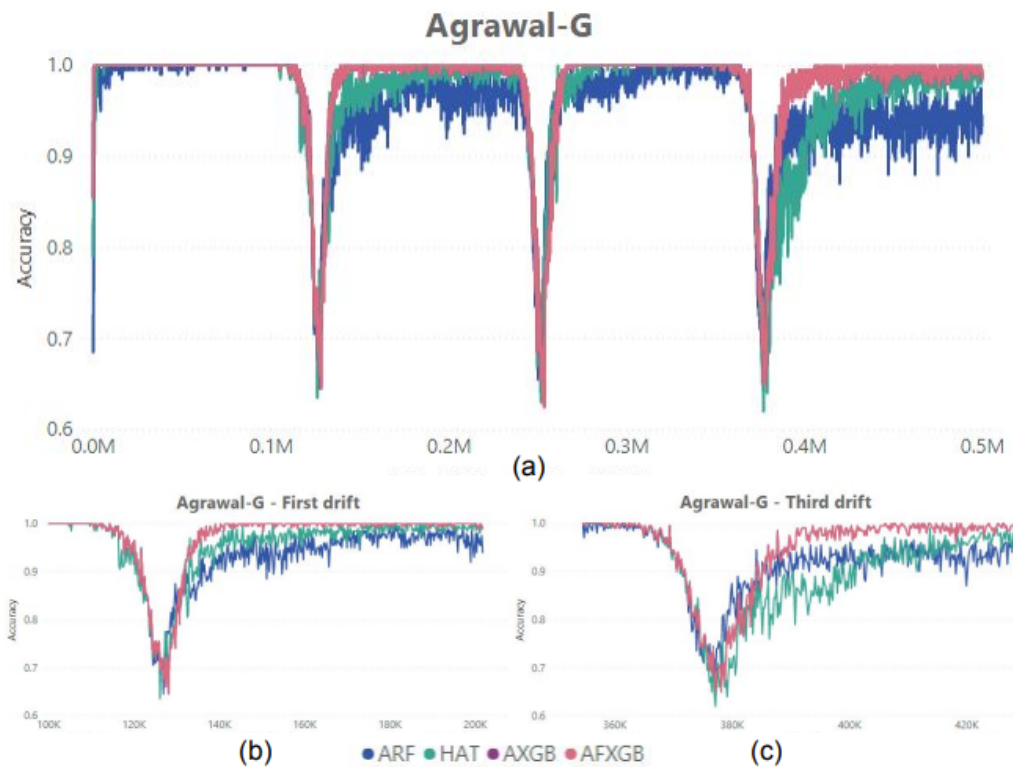 Agrawal-G
Accuracy
1.0
0.9
0.8
0.7
0.6
0.0M 0.1M 0.2M 0.3M 0.4M 0.5M
(a)
Agrawal-G - First drift
Accuracy
1.0
0.9
0.8
0.7
0.6
100K 120K 140K 160K 180K 200K
(b)
Agrawal-G - Third drift
Accuracy
1.0
0.9
0.8
0.7
0.6
360K 380K 400K 420K
(c)
ARF HAT AXGB AFXGB